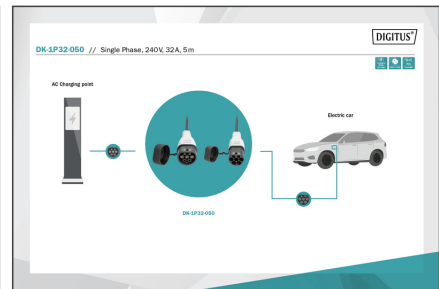 DIGITUS®
DK-1P32-050 // Single Phase, 240V, 32A, 5m
AC Charging point
Electric car
DK-1P32-050